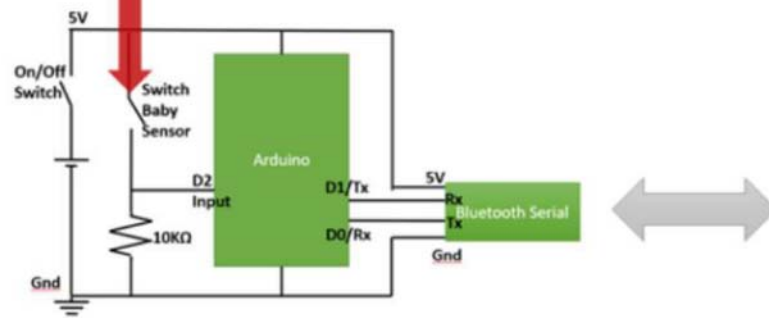 5V
On/Off
Switch
Switch
Baby
Sensor
Arduino
D2
Input
D1/Tx
D0/Rx
10KΩ
5V
Rx
Bluetooth Serial
Tx
Gnd
Gnd